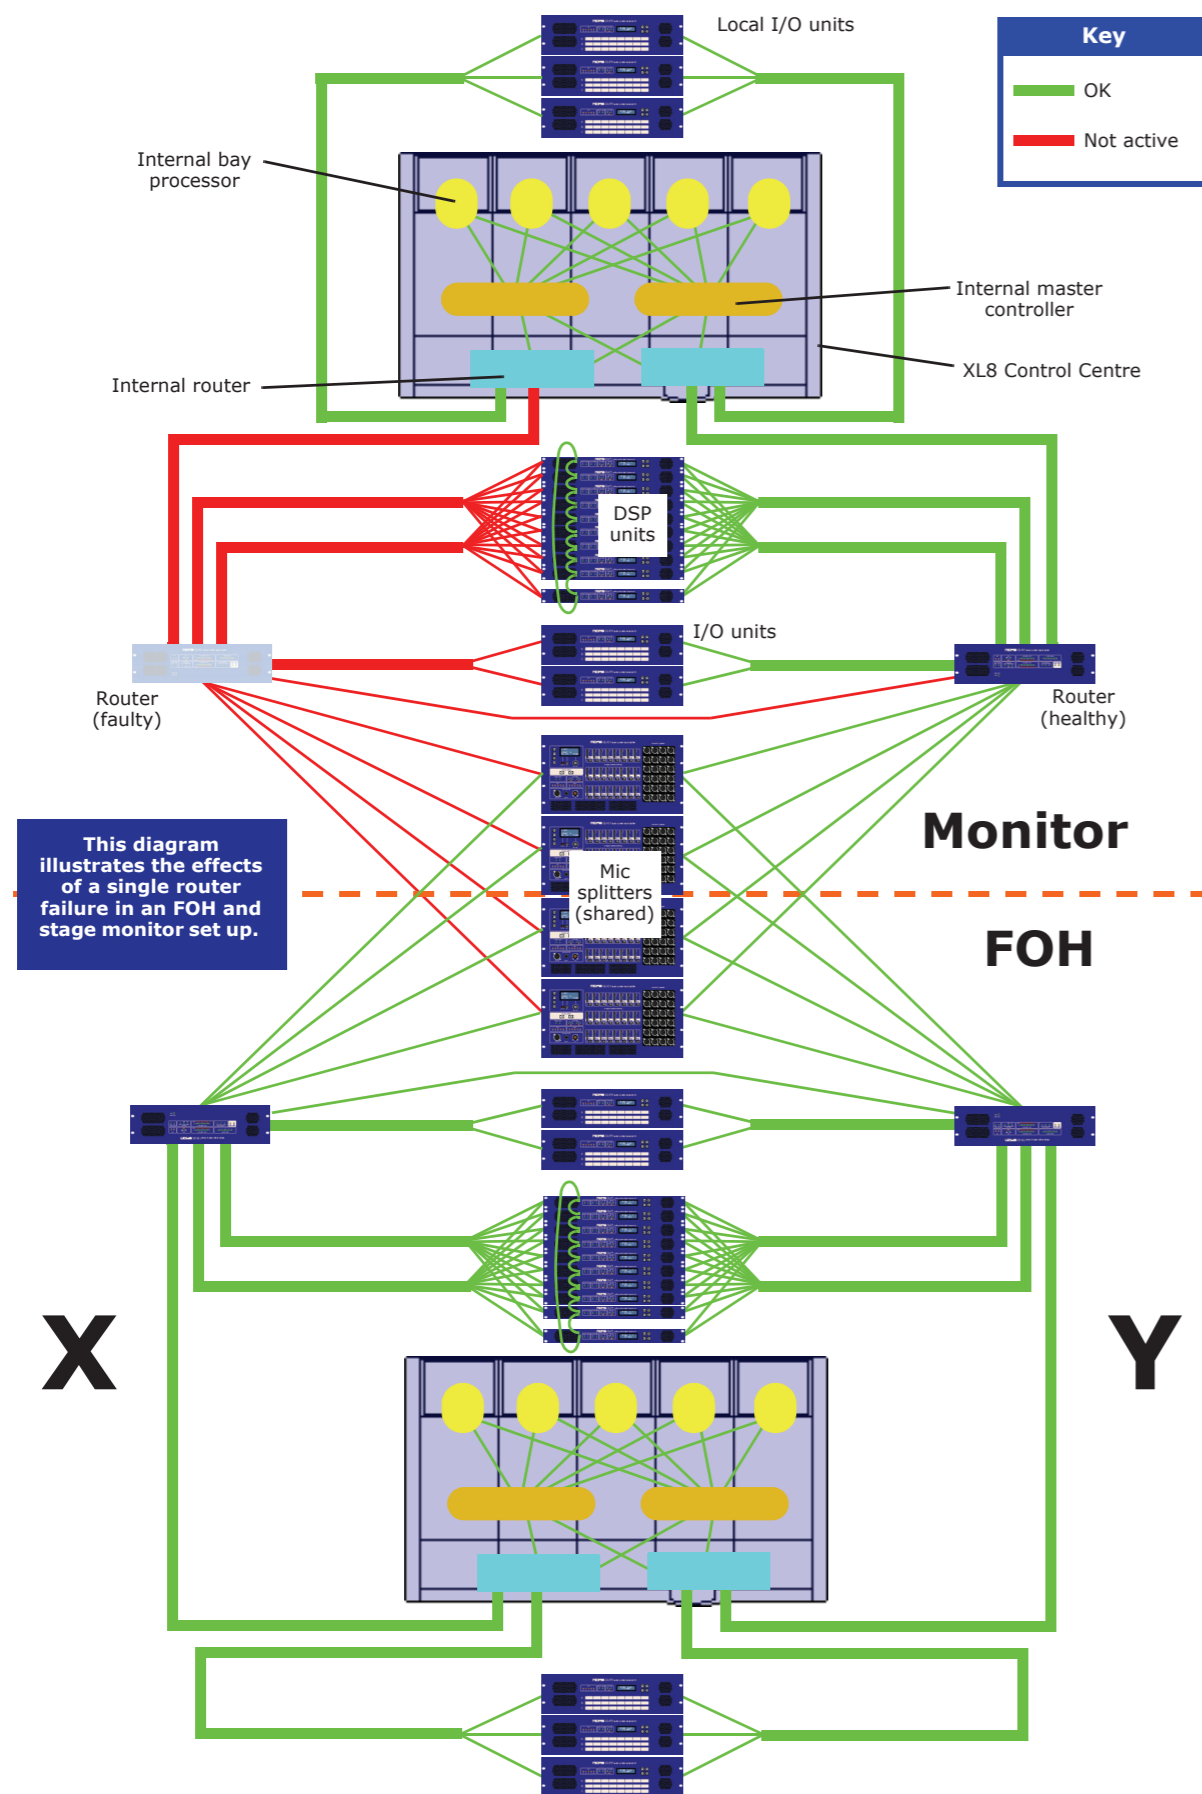 Local I/O units
Key
OK
Not active
Internal bay
processor
Internal master
controller
XL8 Control Centre
Internal router
DSP
units
I/O units
Router
(faulty)
Router
(healthy)
This diagram
illustrates the effects
of a single router
failure in an FOH and
stage monitor set up.
Monitor
Mic
splitters
(shared)
FOH
X
Y